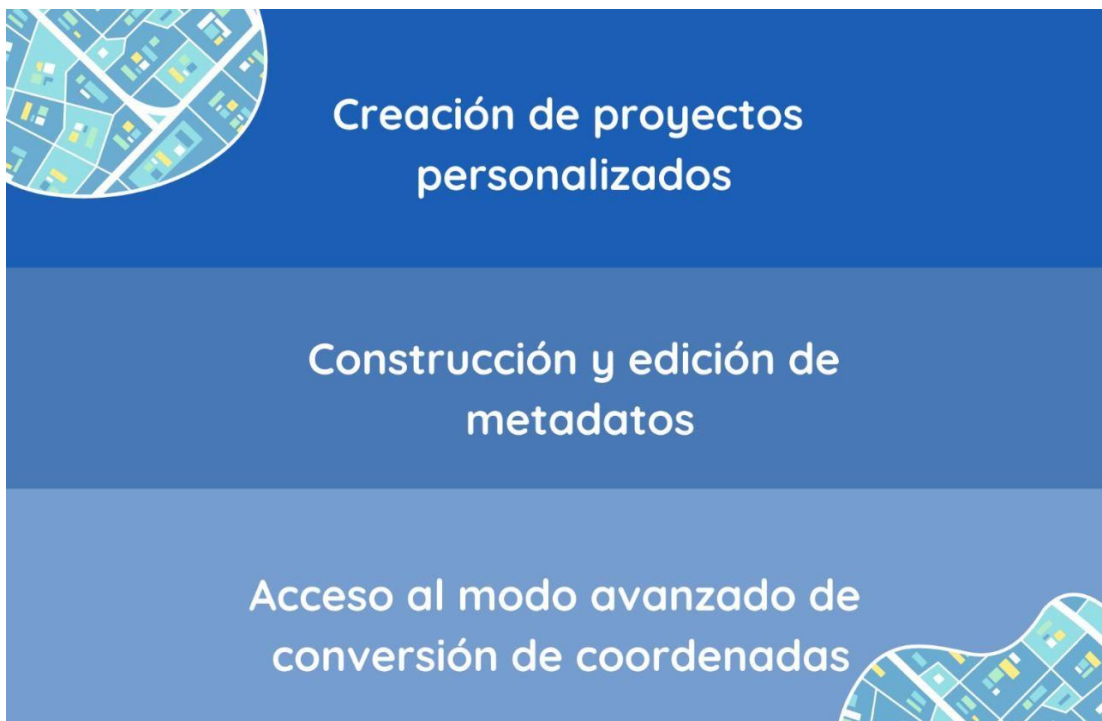 Creación de proyectos
personalizados
Construcción y edición de
metadatos
Acceso al modo avanzado de
conversión de coordenadas